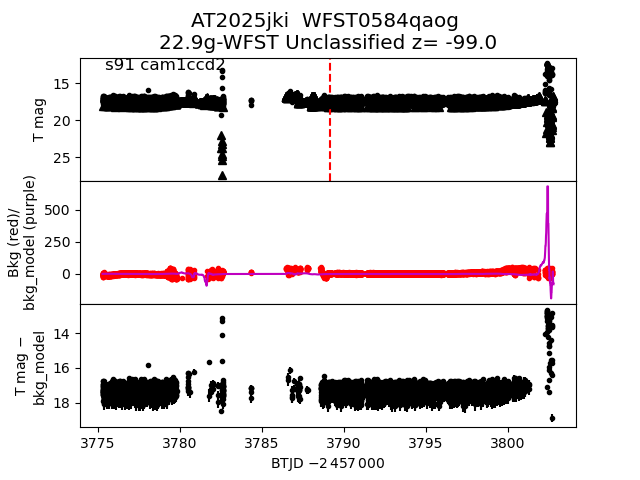 AT2025jki  WFST0584qaog
22.9g-WFST Unclassified z= -99.0
s91 cam1ccd2
T mag
15
20
25
Bkg (red)/
bkg_model (purple)
500
250
0
T mag −
bkg_model
14
16
18
3775
3780
3785
3790
3795
3800
BTJD −2 457 000